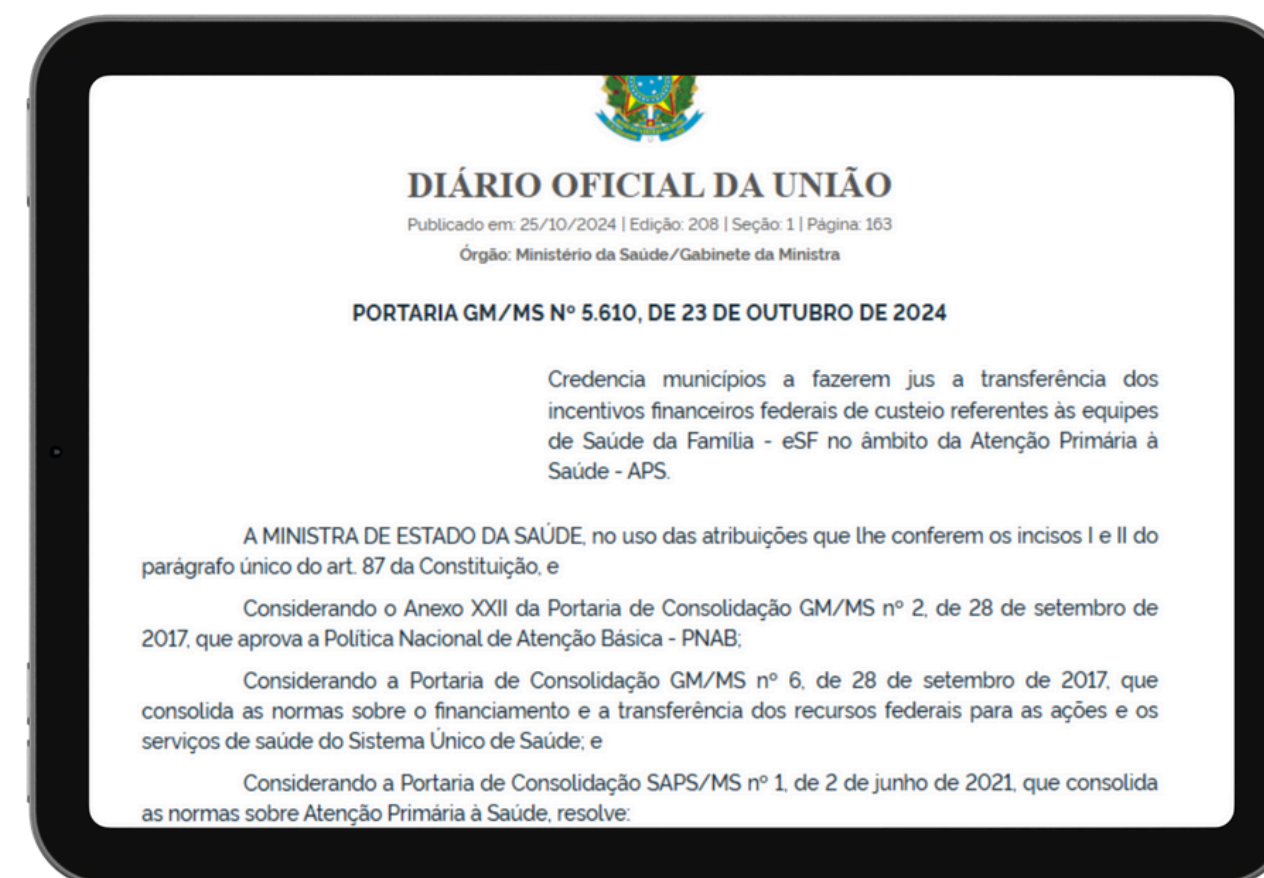 DIÁRIO OFICIAL DA UNIÃO
Publicado em: 25/10/2024 | Edição: 208 | Seção: 1 | Página: 163
Órgão: Ministério da Saúde/Gabinete da Ministra
PORTARIA GM/MS Nº 5.610, DE 23 DE OUTUBRO DE 2024
Credencia municípios a fazerem jus a transferência dos
incentivos financeiros federais de custeio referentes às equipes
de Saúde da Família - eSF no âmbito da Atenção Primária à
Saúde - APS.
A MINISTRA DE ESTADO DA SAÚDE, no uso das atribuições que lhe conferem os incisos I e II do
parágrafo único do art. 87 da Constituição, e
Considerando o Anexo XXII da Portaria de Consolidação GM/MS nº 2, de 28 de setembro de
2017, que aprova a Política Nacional de Atenção Básica - PNAB;
Considerando a Portaria de Consolidação GM/MS nº 6, de 28 de setembro de 2017, que
consolida as normas sobre o financiamento e a transferência dos recursos federais para as ações e os
serviços de saúde do Sistema Único de Saúde; e
Considerando a Portaria de Consolidação SAPS/MS nº 1, de 2 de junho de 2021, que consolida
as normas sobre Atenção Primária à Saúde, resolve: